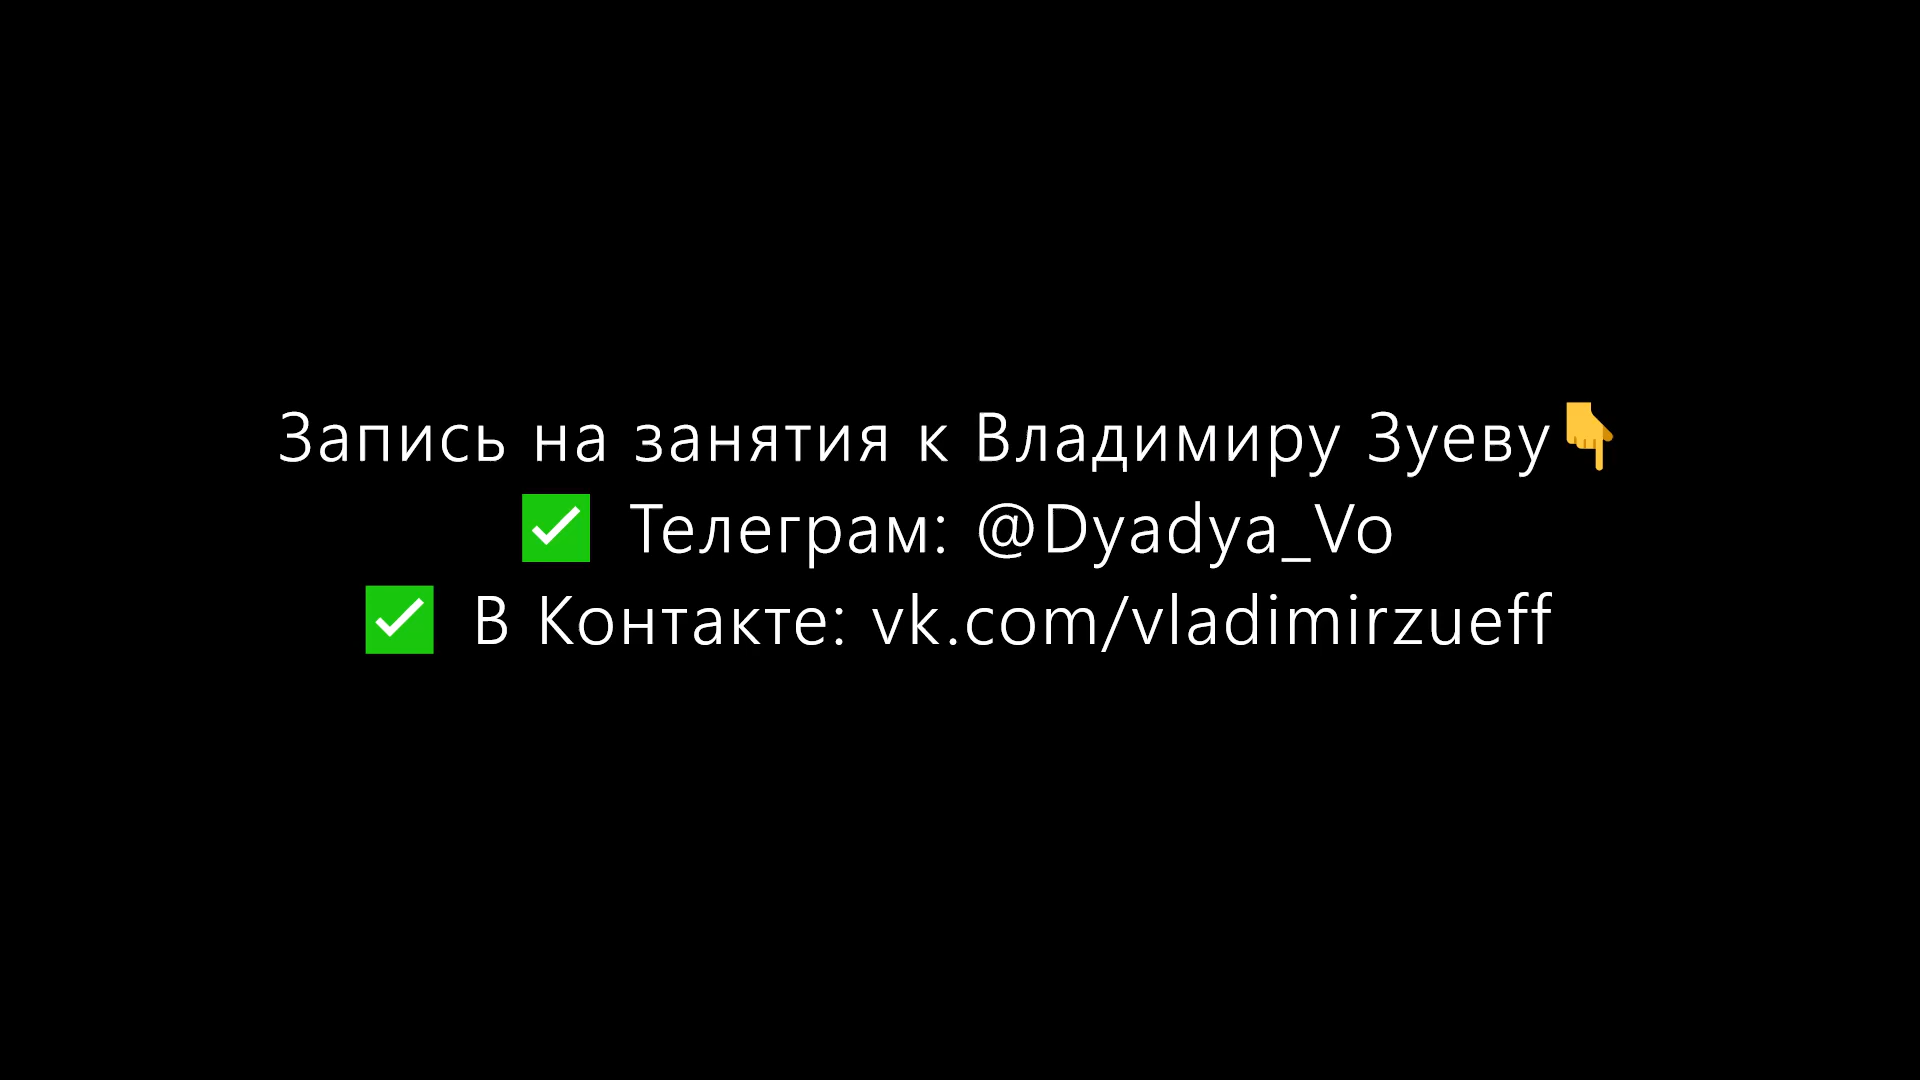 Запись на занятия к Владимиру Зуеву👇
✅ Телеграм: @Dyadya_Vo
✅ В Контакте: vk.com/vladimirzueff